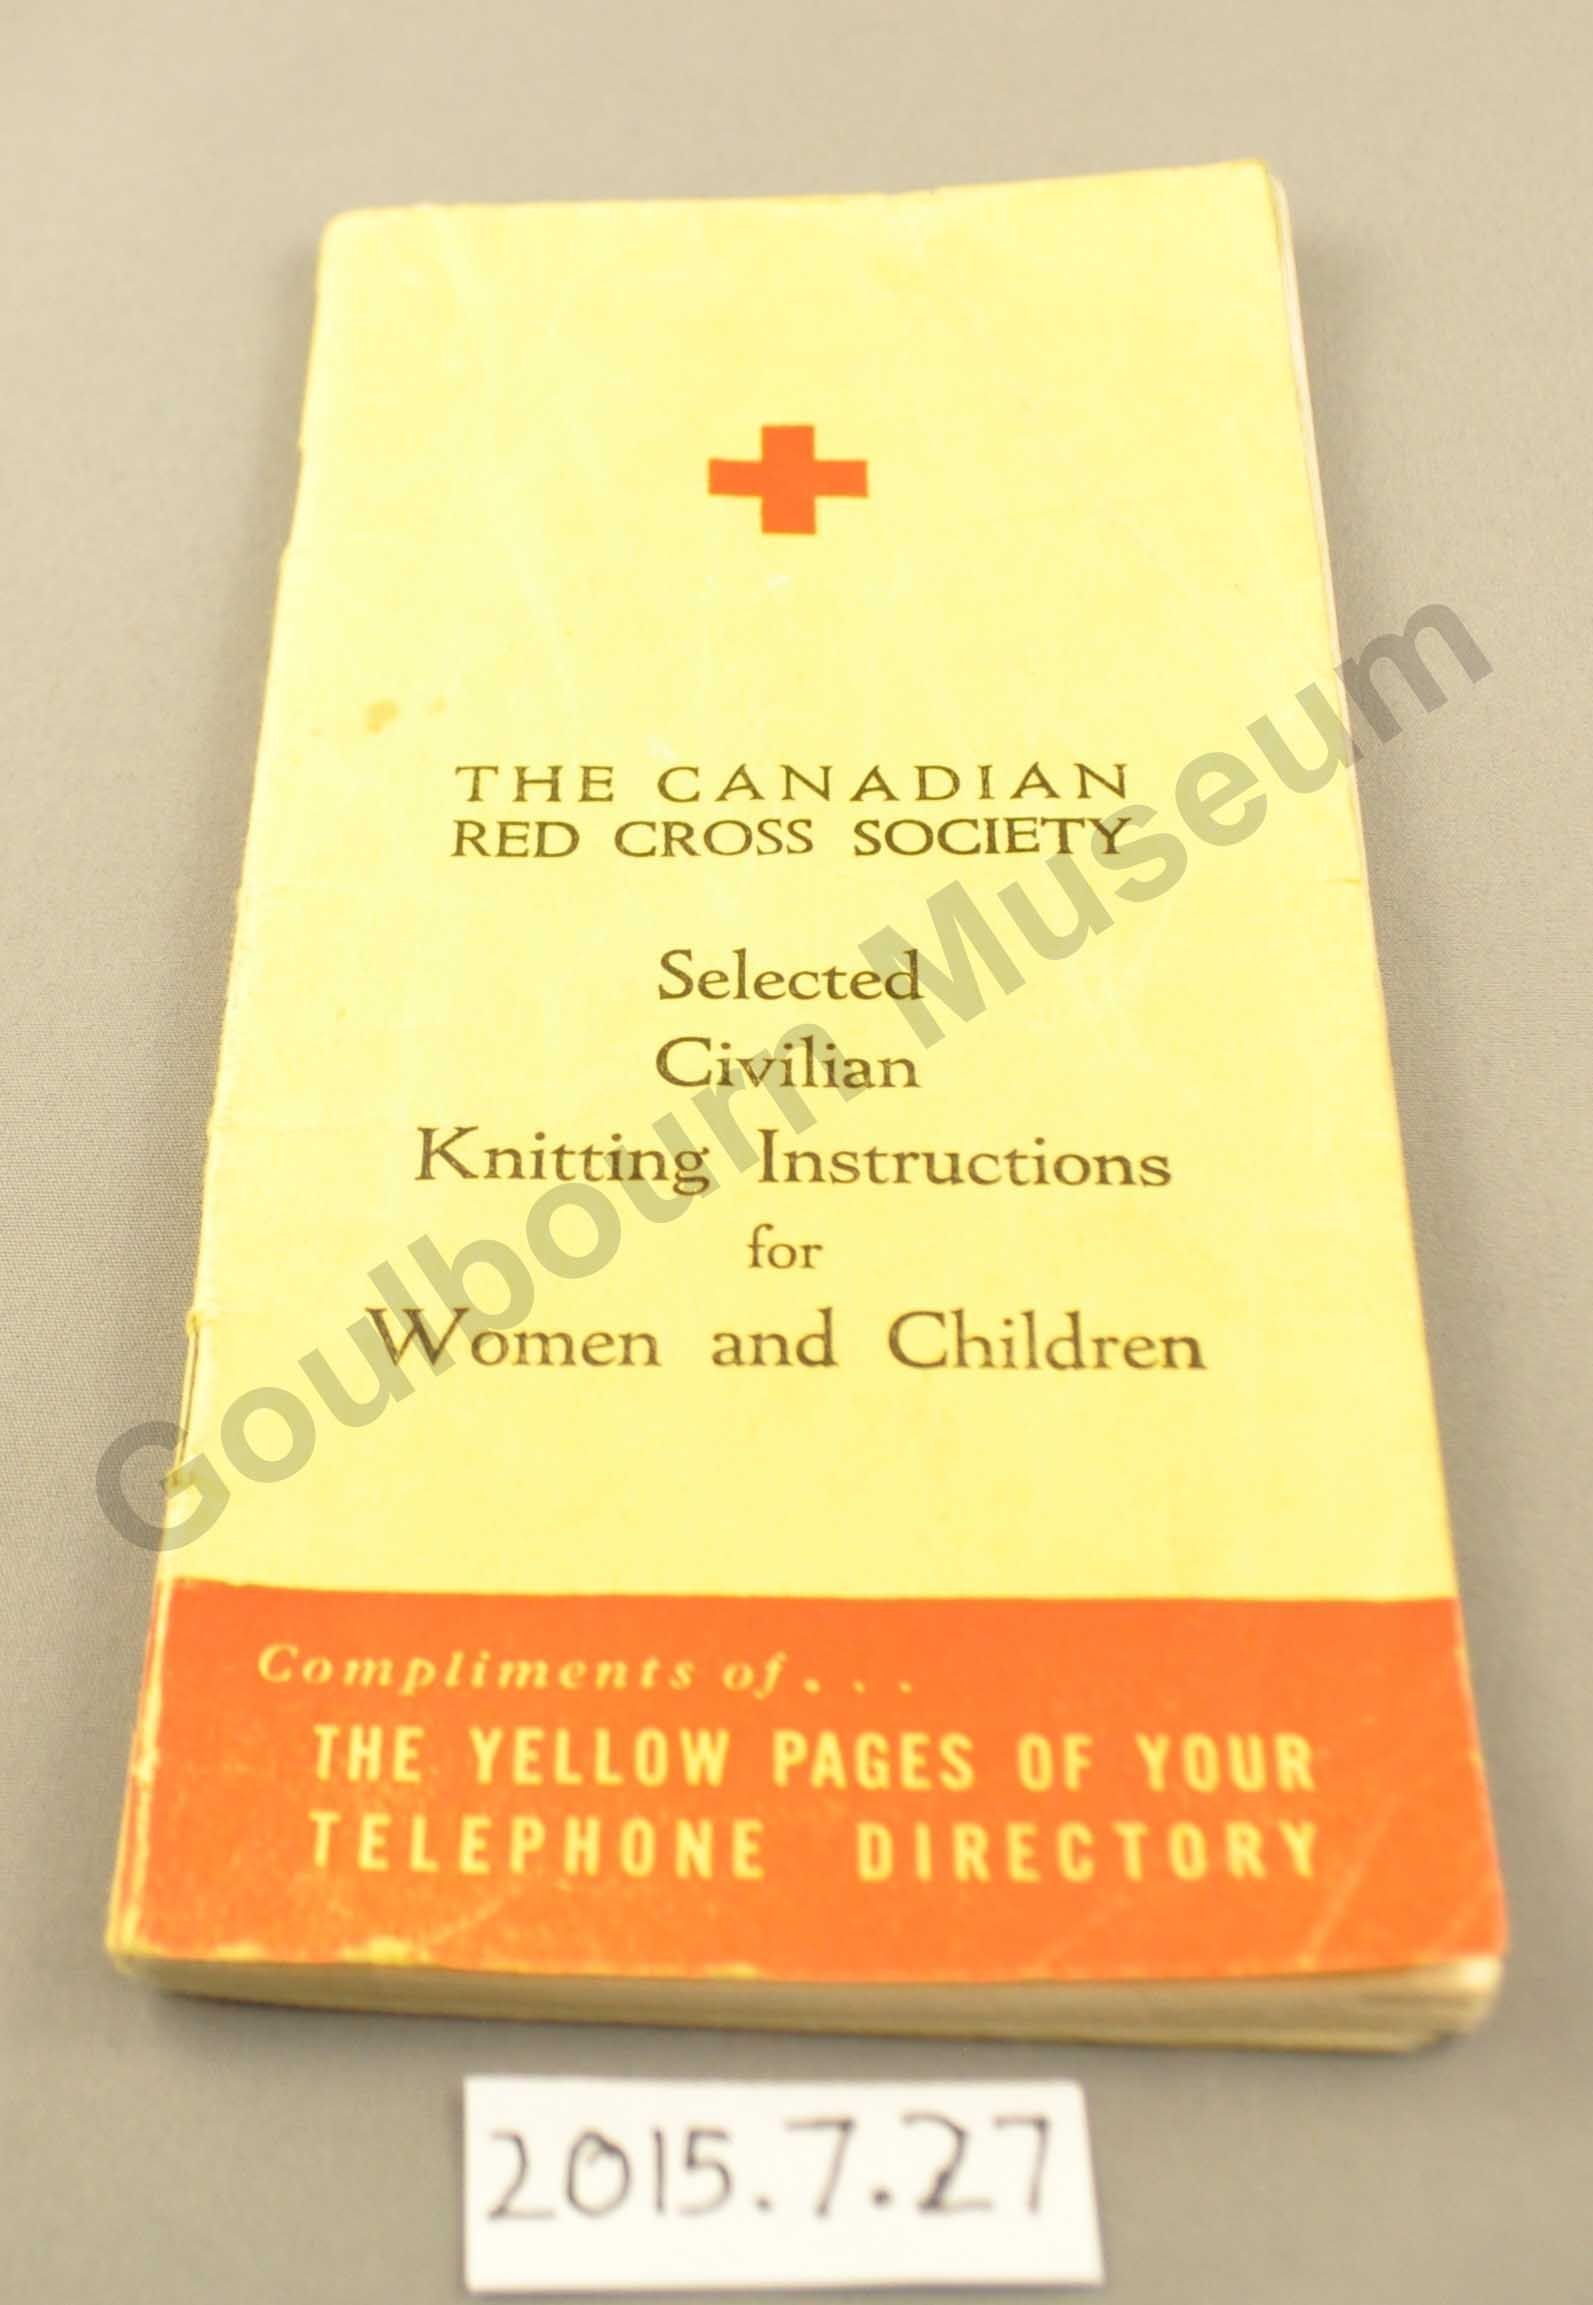 THE CANADIAN
RED CROSS SOCIETY
Selected
Civilian
Knitting Instructions
for
Women and Children
Compliments of....
THE YELLOW PAGES OF YOUR
TELEPHONE DIRECTORY
2015.7.27
Goulbourn Museum